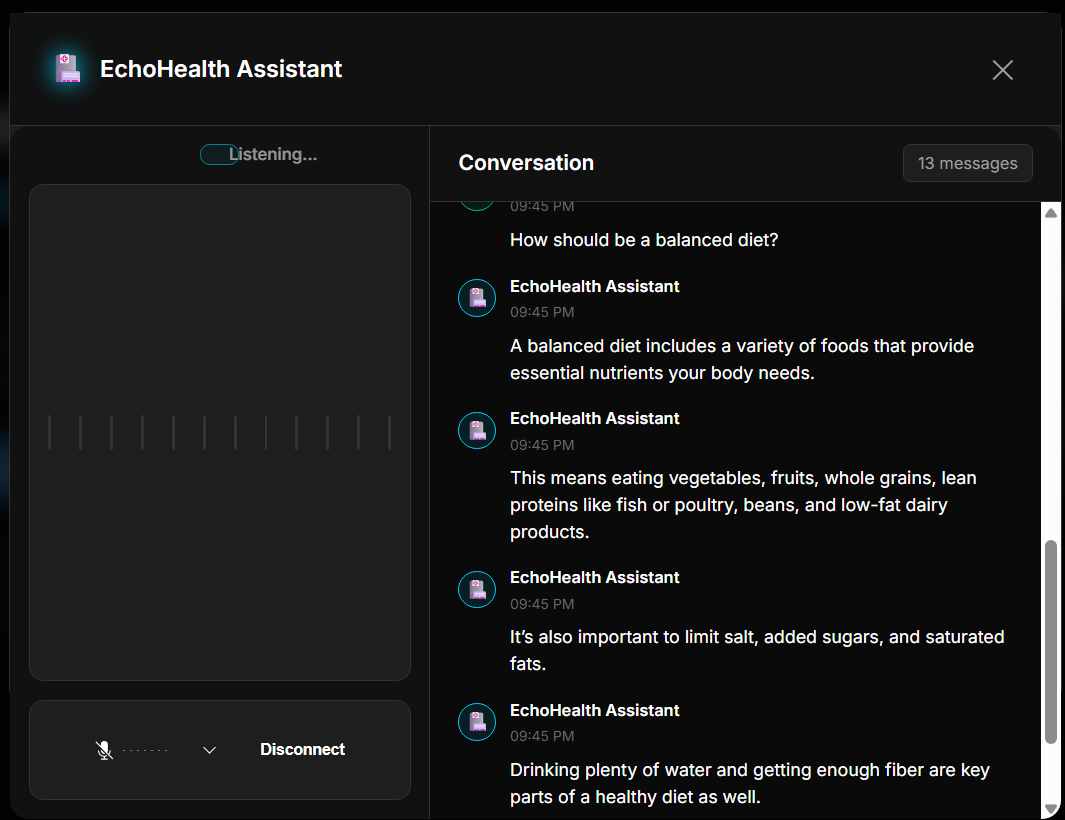 EchoHealth Assistant
Listening...
Conversation
13 messages
09:45 PM
How should be a balanced diet?
EchoHealth Assistant
09:45 PM
A balanced diet includes a variety of foods that provide
essential nutrients your body needs.
EchoHealth Assistant
09:45 PM
This means eating vegetables, fruits, whole grains, lean
proteins like fish or poultry, beans, and low-fat dairy
products.
EchoHealth Assistant
09:45 PM
It’s also important to limit salt, added sugars, and saturated
fats.
EchoHealth Assistant
09:45 PM
Drinking plenty of water and getting enough fiber are key
parts of a healthy diet as well.
Disconnect